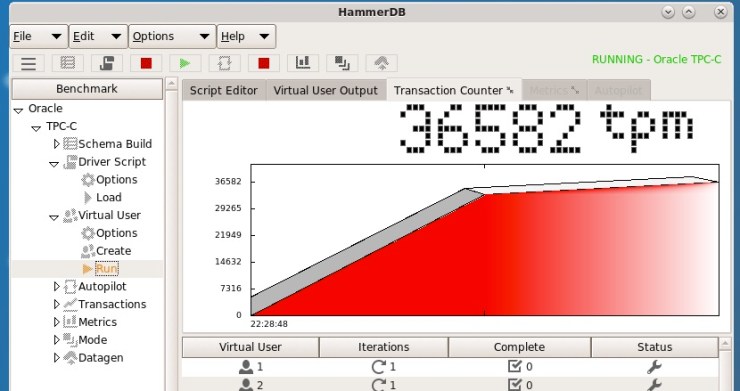 HammerDB
File Edit Options Help
RUNNING - Oracle TPC-C
Benchmark
Script Editor Virtual User Output Transaction Counter Metrics Autopilot
Oracle
TPC-C
Schema Build
Driver Script
Options
Load
Virtual User
Options
Create
Run
Autopilot
Transactions
Metrics
Mode
Datagen
36582 tpm
36582
29265
21949
14632
7316
0
22:28:48
Virtual User Iterations Complete Status
1 1 0
2 1 0